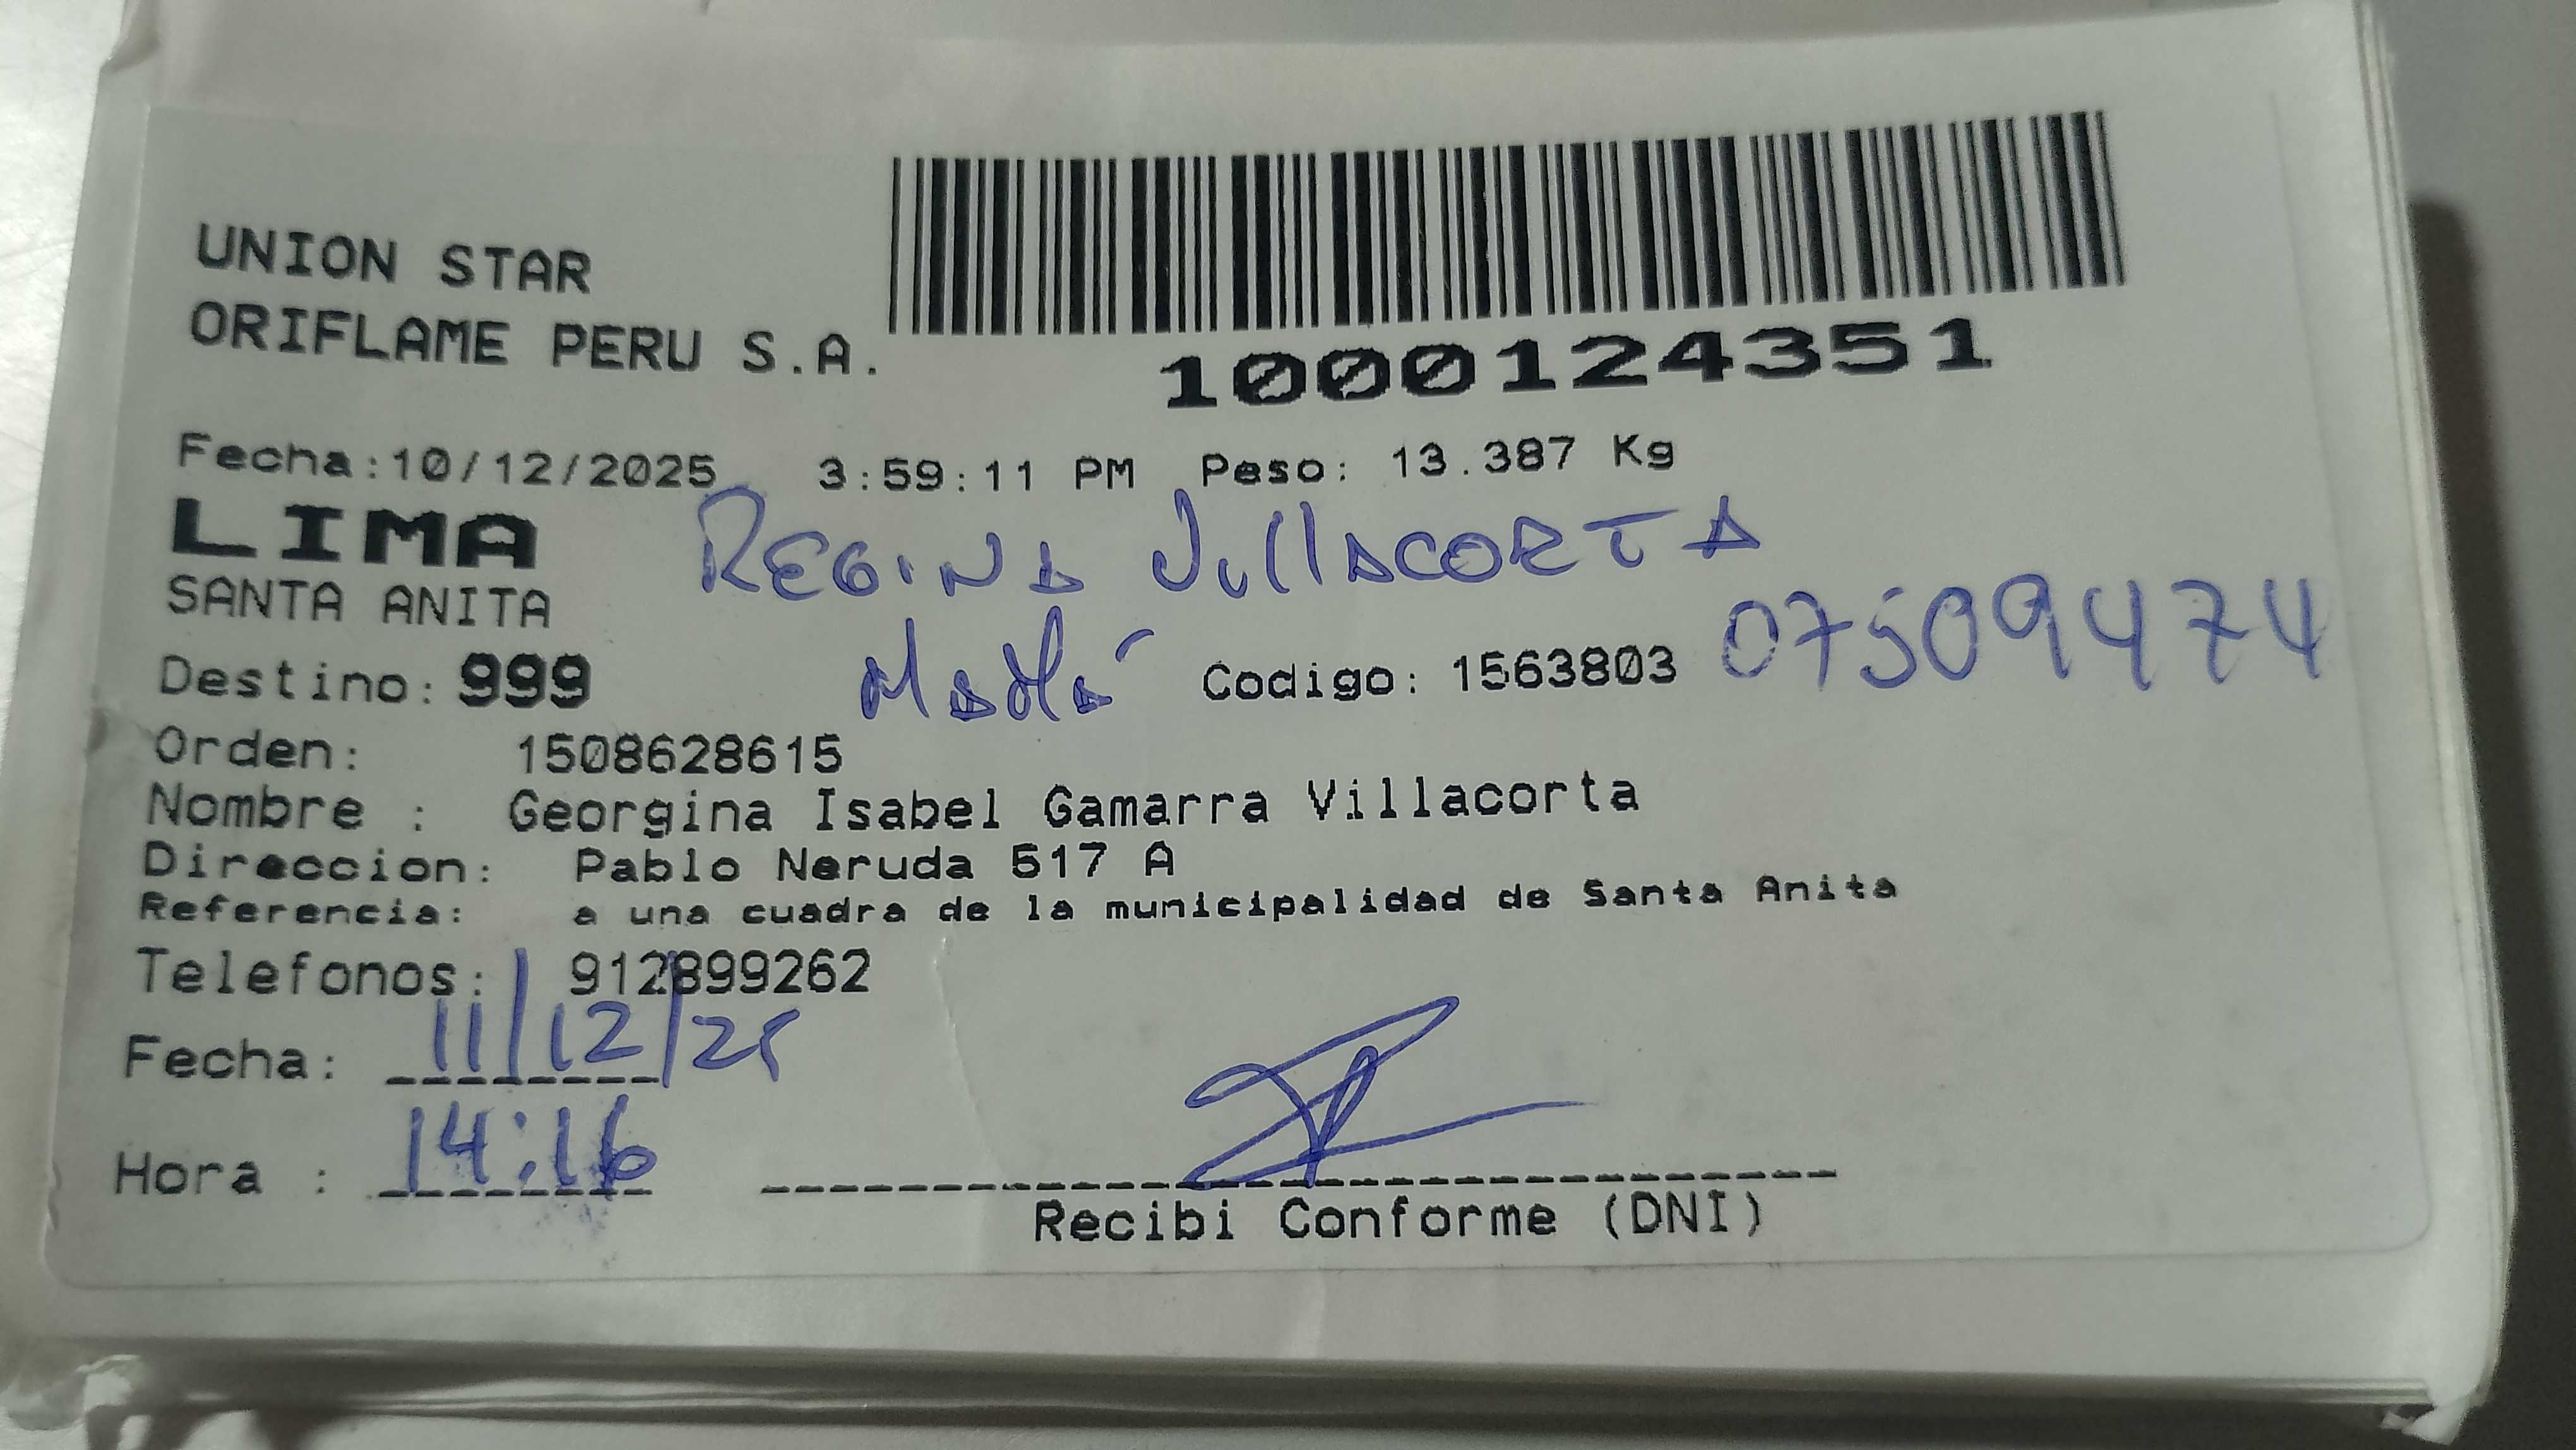 UNION STAR
ORIFLAME PERU S.A.
1000124351
Fecha:10/12/2025 3:59:11 PM Peso: 13.387 Kg
LIMA
REGINA VillACORTA
SANTA ANITA
Destino: 999 MAMá Codigo: 1563803 07509474
Orden: 1508628615
Nombre : Georgina Isabel Gamarra Villacorta
Direccion: Pablo Neruda 517 A
Referencia: a una cuadra de la municipalidad de Santa Anita
Telefonos: 912899262
Fecha: 11/12/25
Hora : 14:16
Recibi Conforme (DNI)